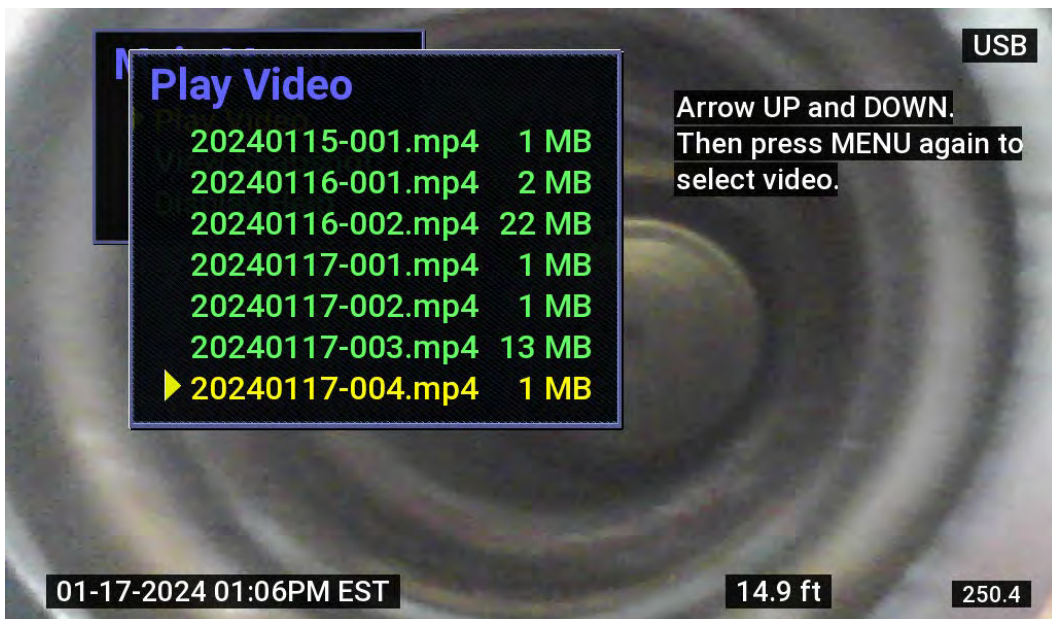 USB
Play Video
20240115-001.mp4 1 MB
20240116-001.mp4 2 MB
20240116-002.mp4 22 MB
20240117-001.mp4 1 MB
20240117-002.mp4 1 MB
20240117-003.mp4 13 MB
20240117-004.mp4 1 MB
Arrow UP and DOWN.
Then press MENU again to
select video.
01-17-2024 01:06PM EST
14.9 ft
250.4